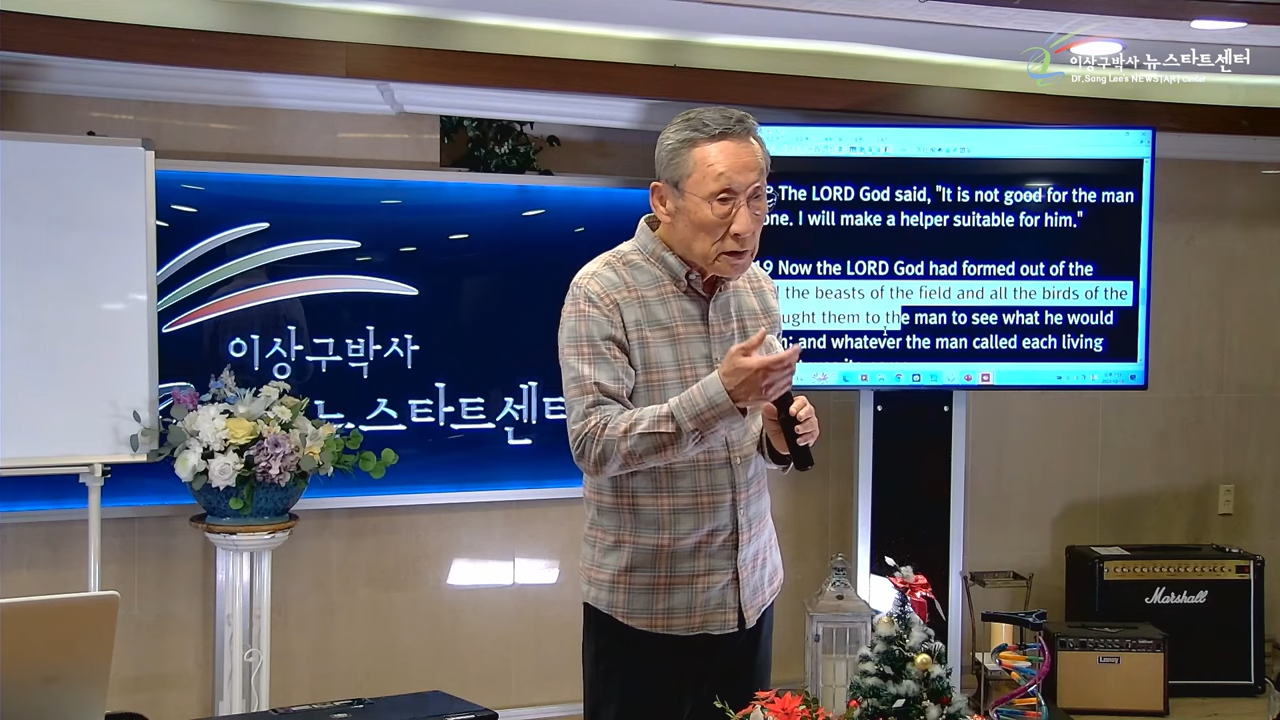 이상구박사 뉴스타트센터
Dr.Sang Lee's NEWSTART Center
The LORD God said, "It is not good for the man
one. I will make a helper suitable for him."
19 Now the LORD God had formed out of the
the beasts of the field and all the birds of the
ught them to the man to see what he would
and whatever the man called each living
이상구박사
뉴스타트센터
Marshall
Laney